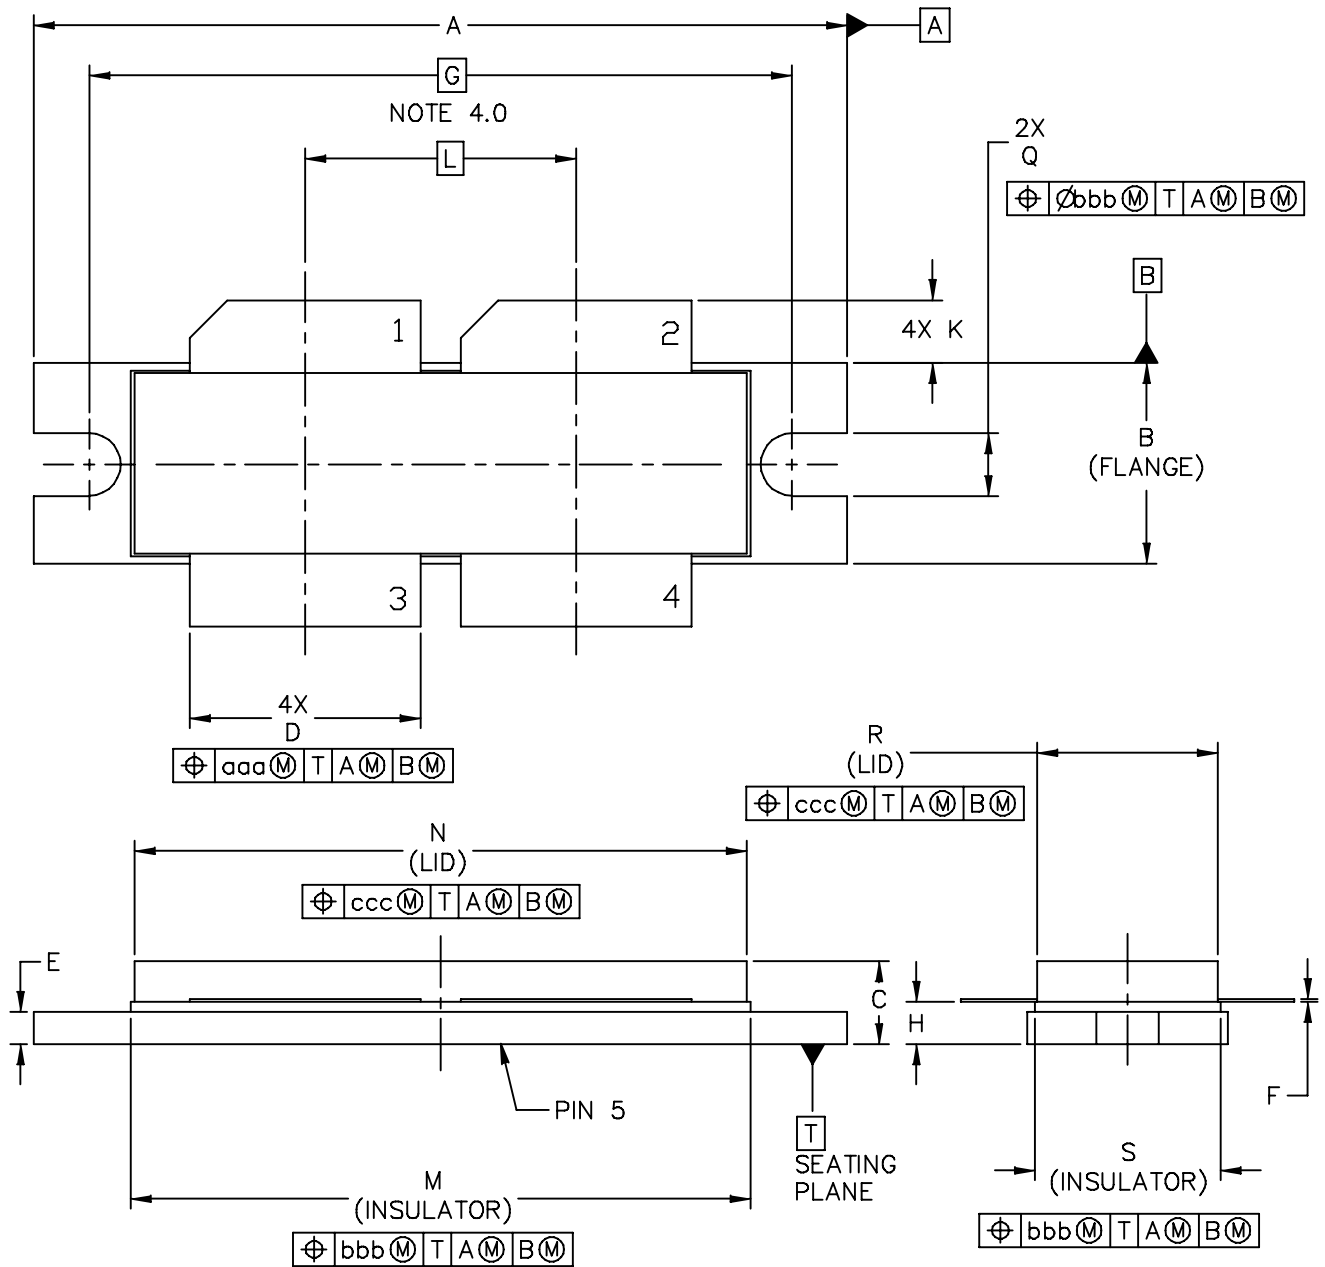 A
A
G
NOTE 4.0
L
2X
Q
⌖ Øbbb Ⓜ T A Ⓜ B Ⓜ
B
1
2
4X K
B
(FLANGE)
3
4
4X
D
⌖ aaa Ⓜ T A Ⓜ B Ⓜ
R
(LID)
⌖ ccc Ⓜ T A Ⓜ B Ⓜ
N
(LID)
⌖ ccc Ⓜ T A Ⓜ B Ⓜ
E
C
H
F
PIN 5
T
SEATING
PLANE
M
(INSULATOR)
⌖ bbb Ⓜ T A Ⓜ B Ⓜ
S
(INSULATOR)
⌖ bbb Ⓜ T A Ⓜ B Ⓜ